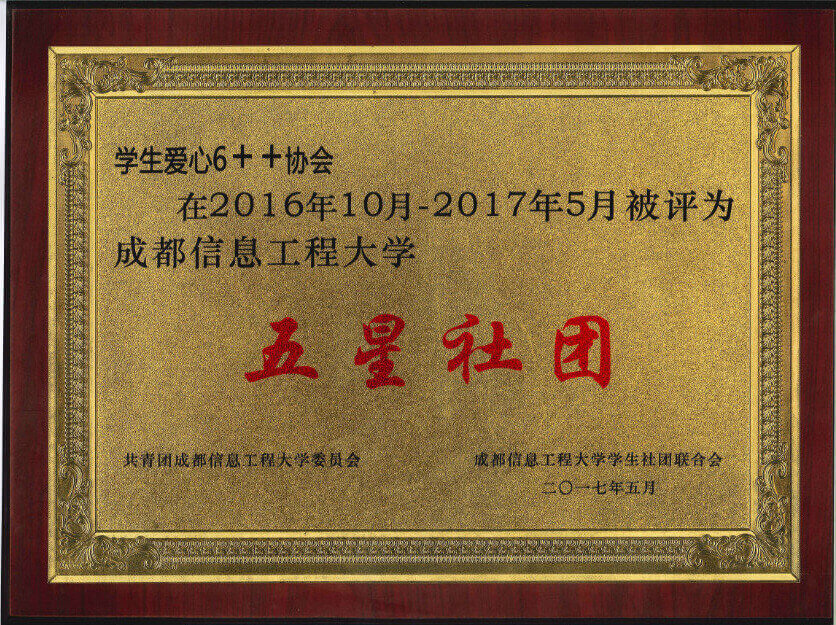 学生爱心6++协会
在2016年10月-2017年5月被评为
成都信息工程大学
五星社团
共青团成都信息工程大学委员会
成都信息工程大学学生社团联合会
二〇一七年五月